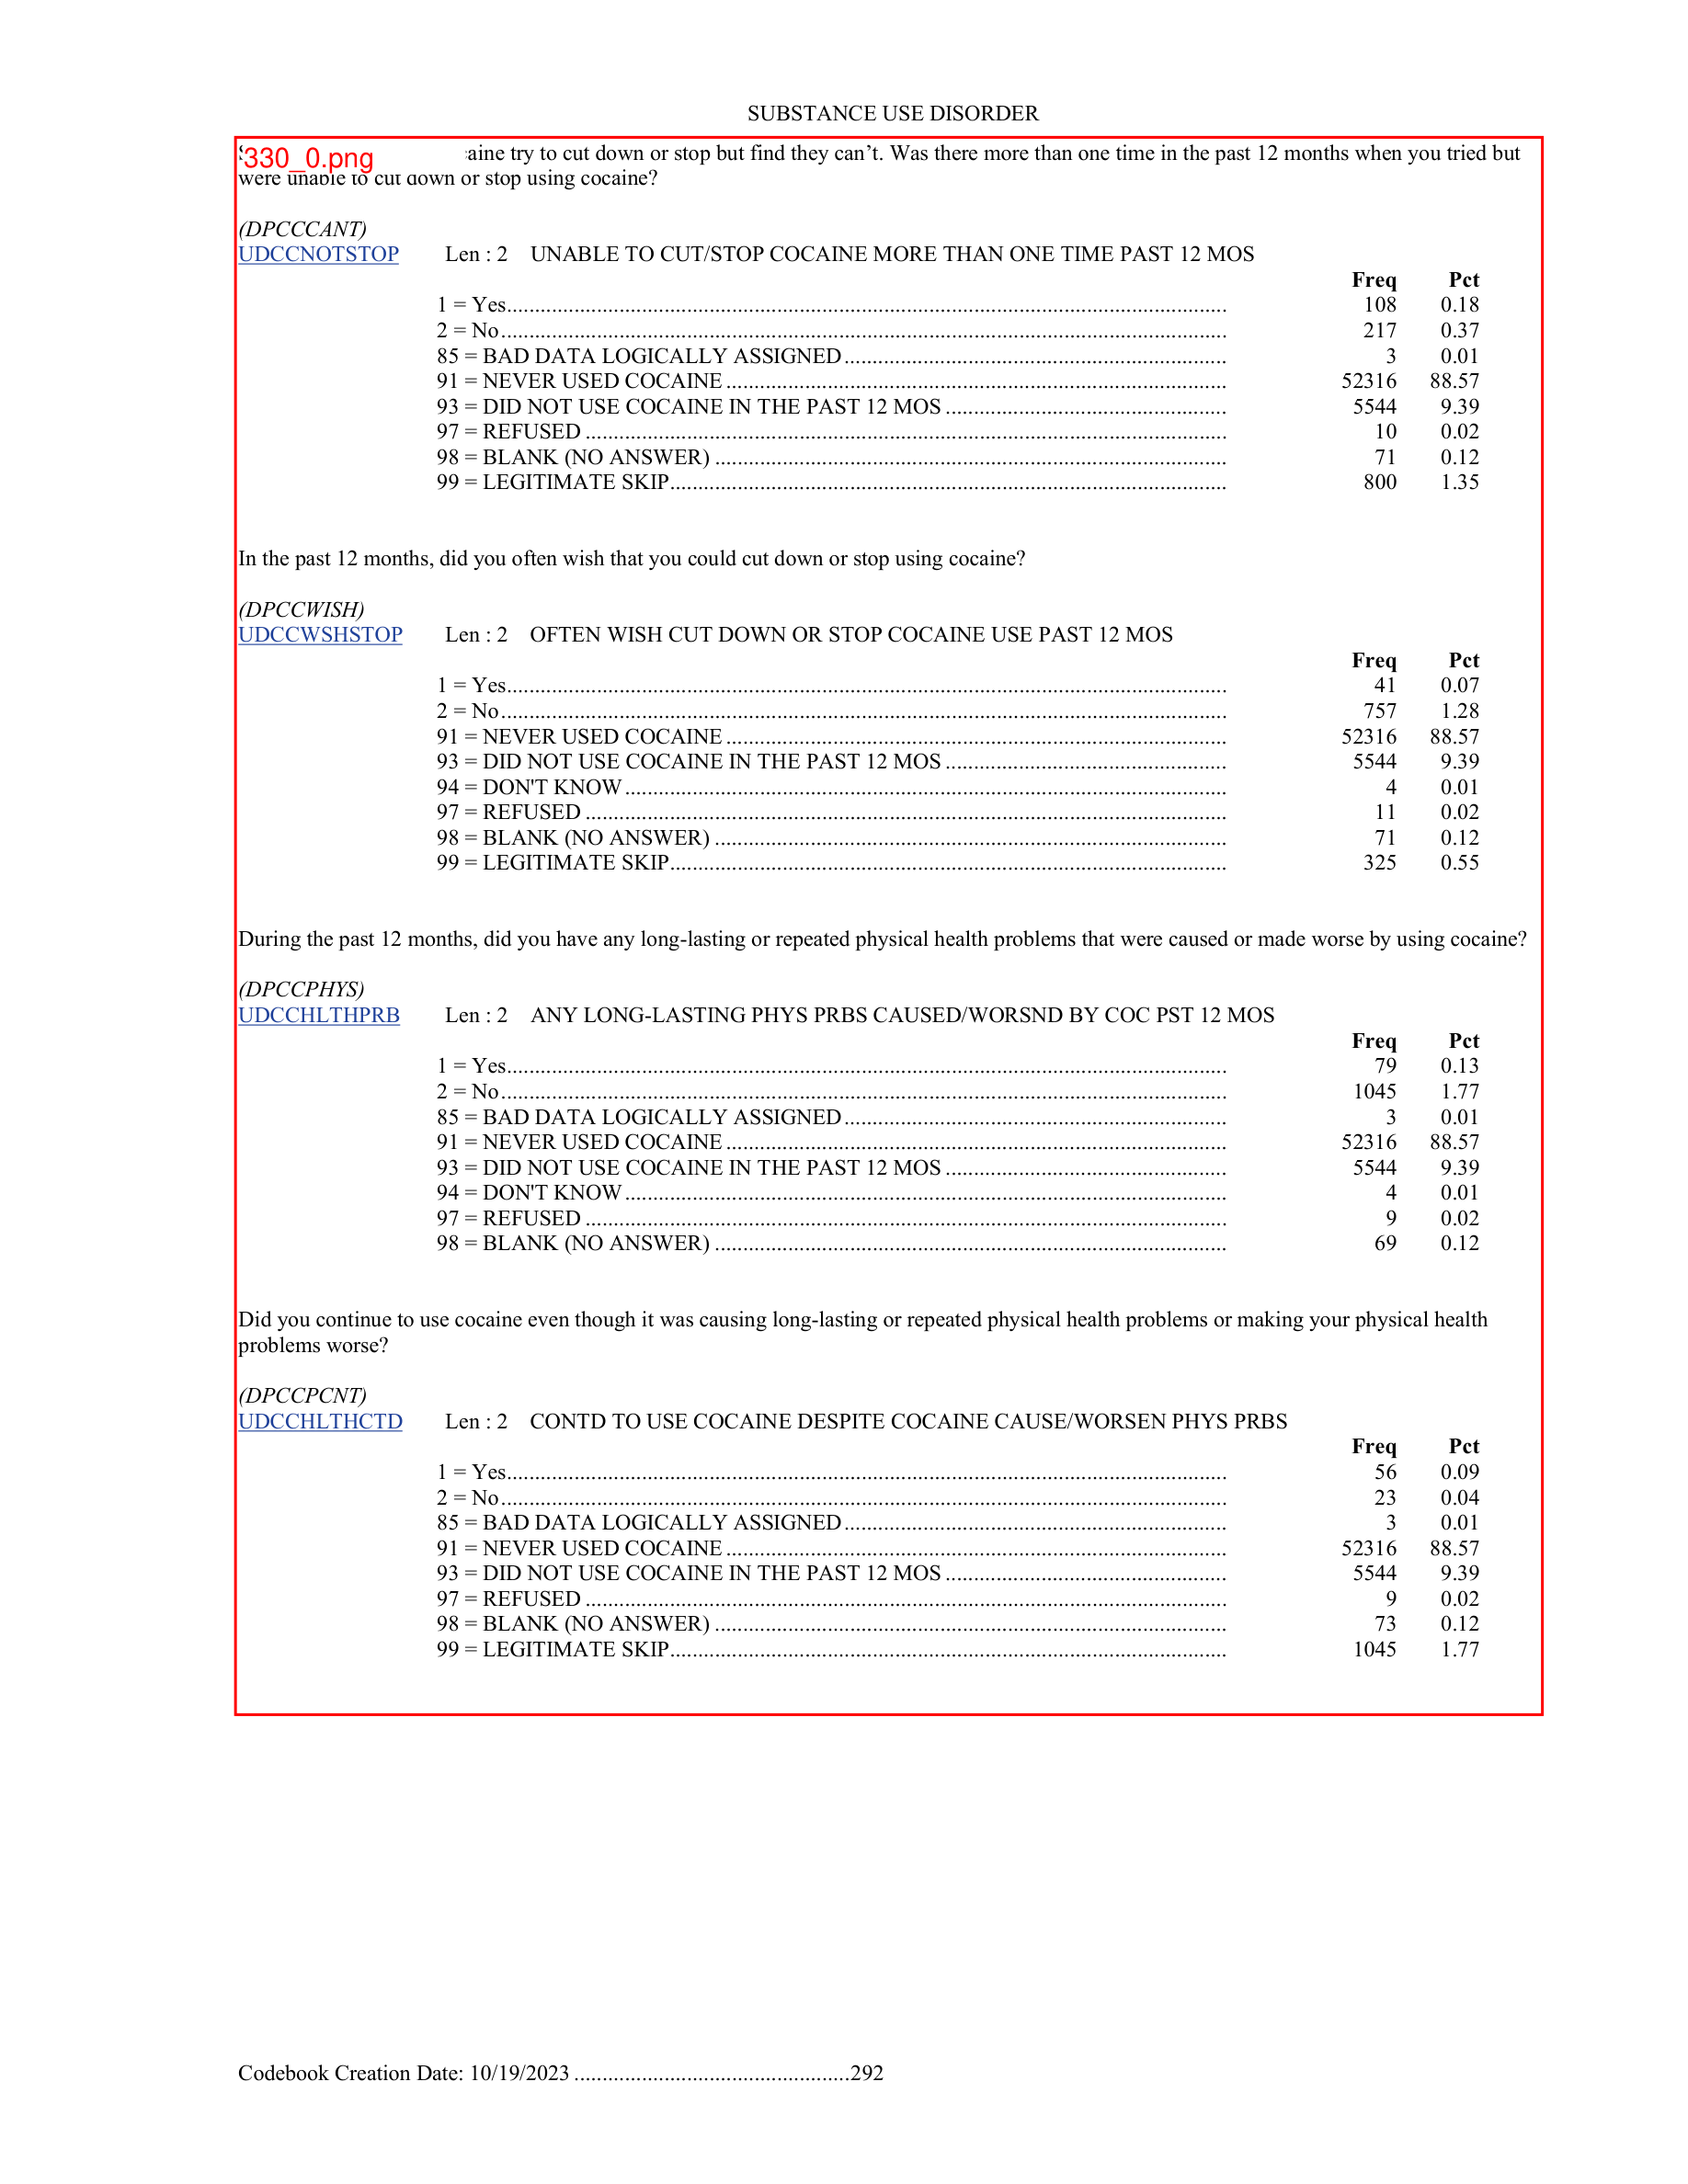 SUBSTANCE USE DISORDER
330_0.png
try to cut down or stop but find they can’t. Was there more than one time in the past 12 months when you tried but
were unable to cut down or stop using cocaine?
(DPCCCANT)
UDCCNOTSTOP Len : 2 UNABLE TO CUT/STOP COCAINE MORE THAN ONE TIME PAST 12 MOS
Freq Pct
1 = Yes................................................................ 108 0.18
2 = No................................................................ 217 0.37
85 = BAD DATA LOGICALLY ASSIGNED................................................................ 3 0.01
91 = NEVER USED COCAINE................................................................ 52316 88.57
93 = DID NOT USE COCAINE IN THE PAST 12 MOS................................................................ 5544 9.39
97 = REFUSED................................................................ 10 0.02
98 = BLANK (NO ANSWER)................................................................ 71 0.12
99 = LEGITIMATE SKIP................................................................ 800 1.35
In the past 12 months, did you often wish that you could cut down or stop using cocaine?
(DPCCWISH)
UDCCWSHSTOP Len : 2 OFTEN WISH CUT DOWN OR STOP COCAINE USE PAST 12 MOS
Freq Pct
1 = Yes................................................................ 41 0.07
2 = No................................................................ 757 1.28
91 = NEVER USED COCAINE................................................................ 52316 88.57
93 = DID NOT USE COCAINE IN THE PAST 12 MOS................................................................ 5544 9.39
94 = DON'T KNOW................................................................ 4 0.01
97 = REFUSED................................................................ 11 0.02
98 = BLANK (NO ANSWER)................................................................ 71 0.12
99 = LEGITIMATE SKIP................................................................ 325 0.55
During the past 12 months, did you have any long-lasting or repeated physical health problems that were caused or made worse by using cocaine?
(DPCCPHYS)
UDCCHLTHPRB Len : 2 ANY LONG-LASTING PHYS PRBS CAUSED/WORSND BY COC PST 12 MOS
Freq Pct
1 = Yes................................................................ 79 0.13
2 = No................................................................ 1045 1.77
85 = BAD DATA LOGICALLY ASSIGNED................................................................ 3 0.01
91 = NEVER USED COCAINE................................................................ 52316 88.57
93 = DID NOT USE COCAINE IN THE PAST 12 MOS................................................................ 5544 9.39
94 = DON'T KNOW................................................................ 4 0.01
97 = REFUSED................................................................ 9 0.02
98 = BLANK (NO ANSWER)................................................................ 69 0.12
Did you continue to use cocaine even though it was causing long-lasting or repeated physical health problems or making your physical health
problems worse?
(DPCCPCNT)
UDCCHLTHCTD Len : 2 CONTD TO USE COCAINE DESPITE COCAINE CAUSE/WORSEN PHYS PRBS
Freq Pct
1 = Yes................................................................ 56 0.09
2 = No................................................................ 23 0.04
85 = BAD DATA LOGICALLY ASSIGNED................................................................ 3 0.01
91 = NEVER USED COCAINE................................................................ 52316 88.57
93 = DID NOT USE COCAINE IN THE PAST 12 MOS................................................................ 5544 9.39
97 = REFUSED................................................................ 9 0.02
98 = BLANK (NO ANSWER)................................................................ 73 0.12
99 = LEGITIMATE SKIP................................................................ 1045 1.77
Codebook Creation Date: 10/19/2023 .................................................292